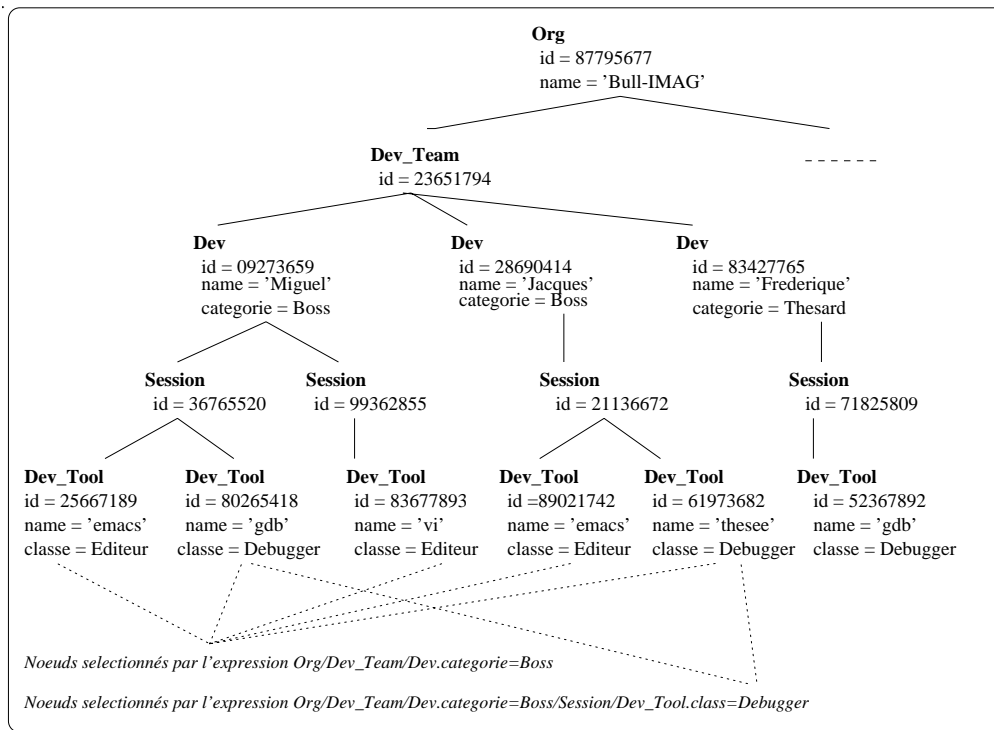 Org
id = 87795677
name = ’Bull-IMAG’
Dev_Team
id = 23651794
Dev
id = 09273659
name = ’Miguel’
categorie = Boss
Dev
id = 28690414
name = ’Jacques’
categorie = Boss
Dev
id = 83427765
name = ’Frederique’
categorie = Thesard
Session
id = 36765520
Session
id = 99362855
Session
id = 21136672
Session
id = 71825809
Dev_Tool
id = 25667189
name = ’emacs’
classe = Editeur
Dev_Tool
id = 80265418
name = ’gdb’
classe = Debugger
Dev_Tool
id = 83677893
name = ’vi’
classe = Editeur
Dev_Tool
id =89021742
name = ’emacs’
classe = Editeur
Dev_Tool
id = 61973682
name = ’thesee’
classe = Debugger
Dev_Tool
id = 52367892
name = ’gdb’
classe = Debugger
Noeuds selectionnés par l’expression Org/Dev_Team/Dev.categorie=Boss
Noeuds selectionnés par l’expression Org/Dev_Team/Dev.categorie=Boss/Session/Dev_Tool.class=Debugger